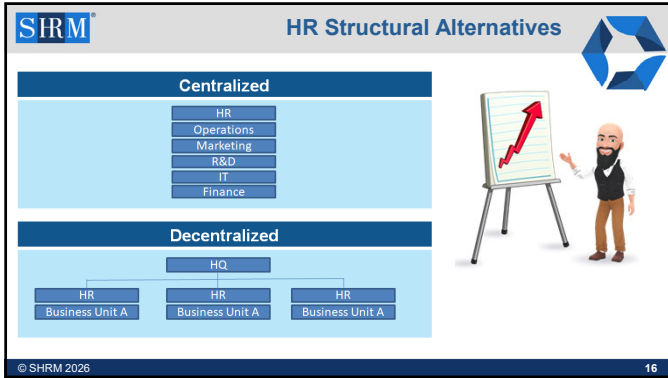 SHRM®
HR Structural Alternatives
Centralized
HR
Operations
Marketing
R&D
IT
Finance
Decentralized
HQ
HR HR HR
Business Unit A Business Unit A Business Unit A
© SHRM 2026 16